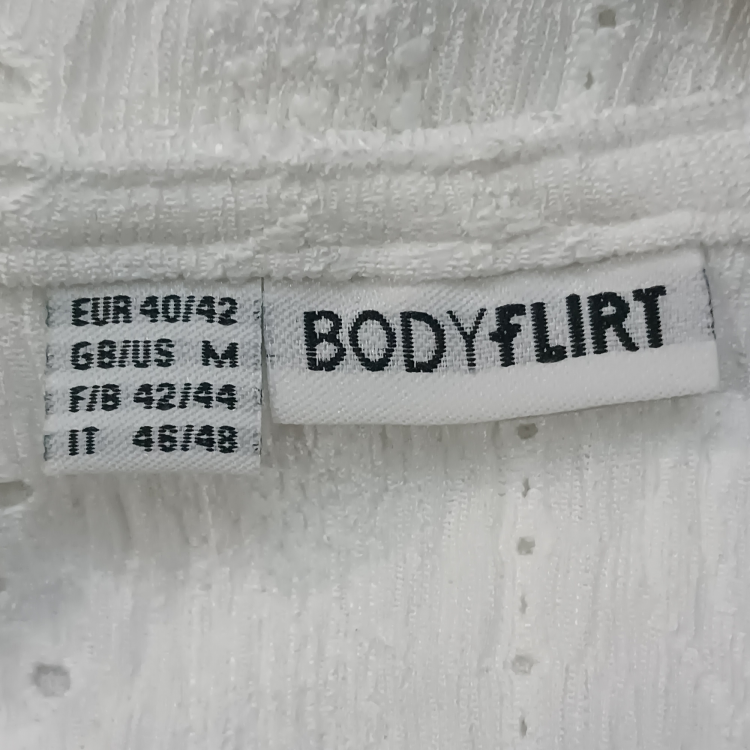 EUR 40/42
GB/US M
F/B 42/44
IT 46/48
BODYFLIRT